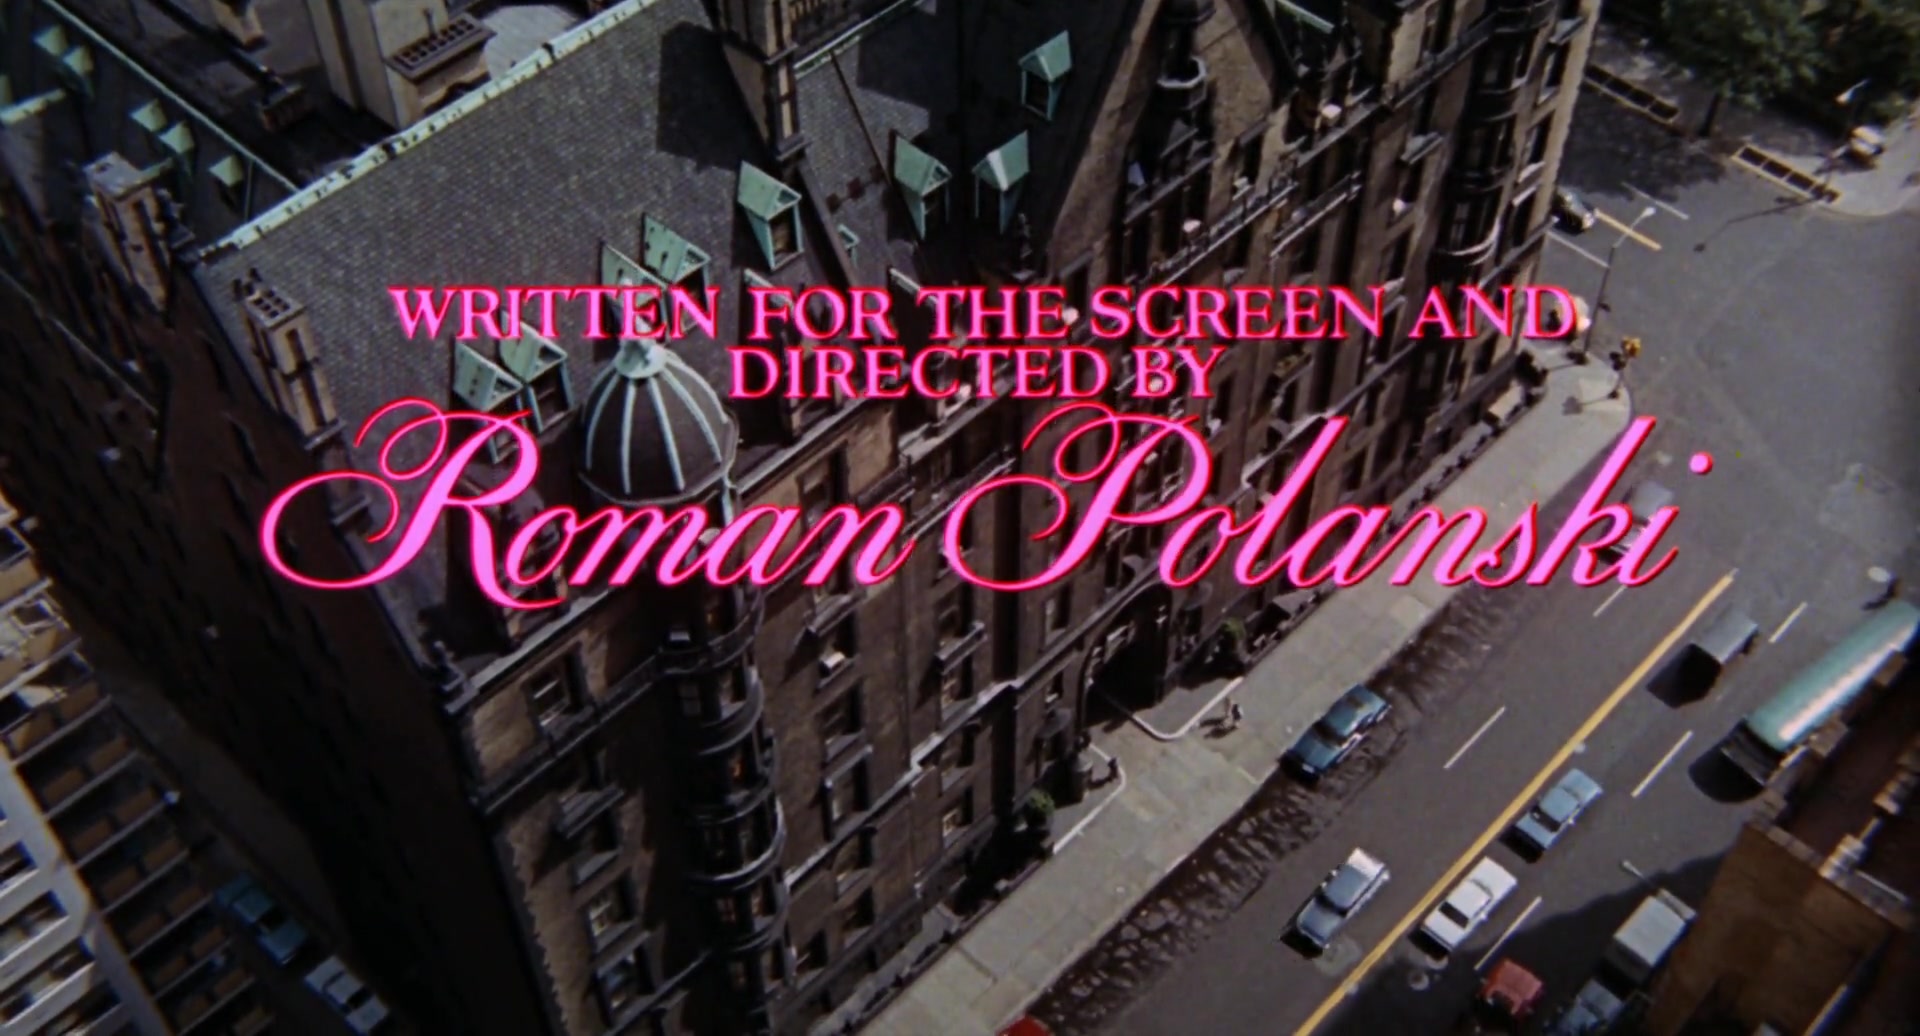 WRITTEN FOR THE SCREEN AND
DIRECTED BY
Roman Polanski